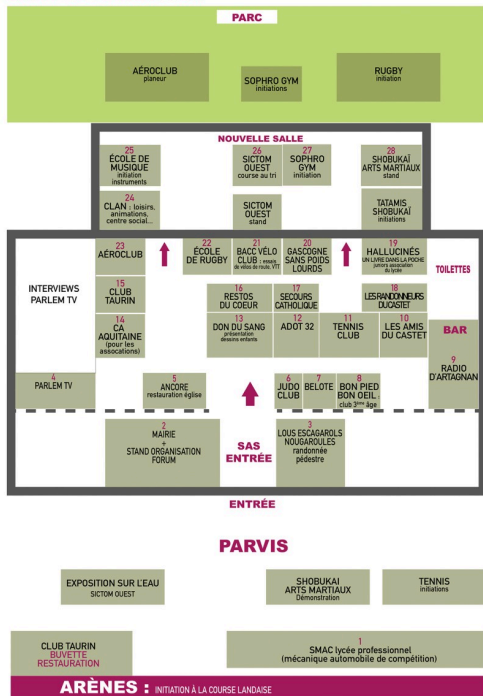 PARC
AÉROCLUB
planeur
SOPHRO GYM
initiations
RUGBY
initiation
NOUVELLE SALLE
25
ÉCOLE DE
MUSIQUE
initiation
instruments
26
SICTOM
OUEST
course au tri
27
SOPHRO
GYM
initiation
28
SHOBUKAÏ
ARTS MARTIAUX
stand
24
CLAN : loisirs,
animations,
centre social...
SICTOM
OUEST
stand
TATAMIS
SHOBUKAÏ
initiations
23
AÉROCLUB
22
ÉCOLE
DE RUGBY
21
BACC VÉLO
CLUB : essais
de vélos de route, VTT
20
GASCOGNE
SANS POIDS
LOURDS
19
HALLUCINÉS
UN LIVRE DANS LA POCHE
juniors association
du lycée
TOILETTES
INTERVIEWS
PARLEM TV
15
CLUB
TAURIN
16
RESTOS
DU COEUR
17
SECOURS
CATHOLIQUE
18
LES RANDONNEURS
DU CASTET
14
CA
AQUITAINE
(pour les
assocations)
13
DON DU SANG
présentation
dessins enfants
12
ADOT 32
11
TENNIS
CLUB
10
LES AMIS
DU CASTET
BAR
9
RADIO
D'ARTAGNAN
4
PARLEM TV
5
ANCORE
restauration église
6
JUDO
CLUB
7
BELOTE
8
BON PIED
BON OEIL :
club 3ème âge
2
MAIRIE
+
STAND ORGANISATION
FORUM
SAS
ENTRÉE
3
LOUS ESCAGAROLS
NOUGAROULES
randonnée
pédestre
ENTRÉE
PARVIS
EXPOSITION SUR L'EAU
SICTOM OUEST
SHOBUKAI
ARTS MARTIAUX
Démonstration
TENNIS
initiations
CLUB TAURIN
BUVETTE
RESTAURATION
1
SMAC lycée professionnel
(mécanique automobile de compétition)
ARÈNES : INITIATION À LA COURSE LANDAISE